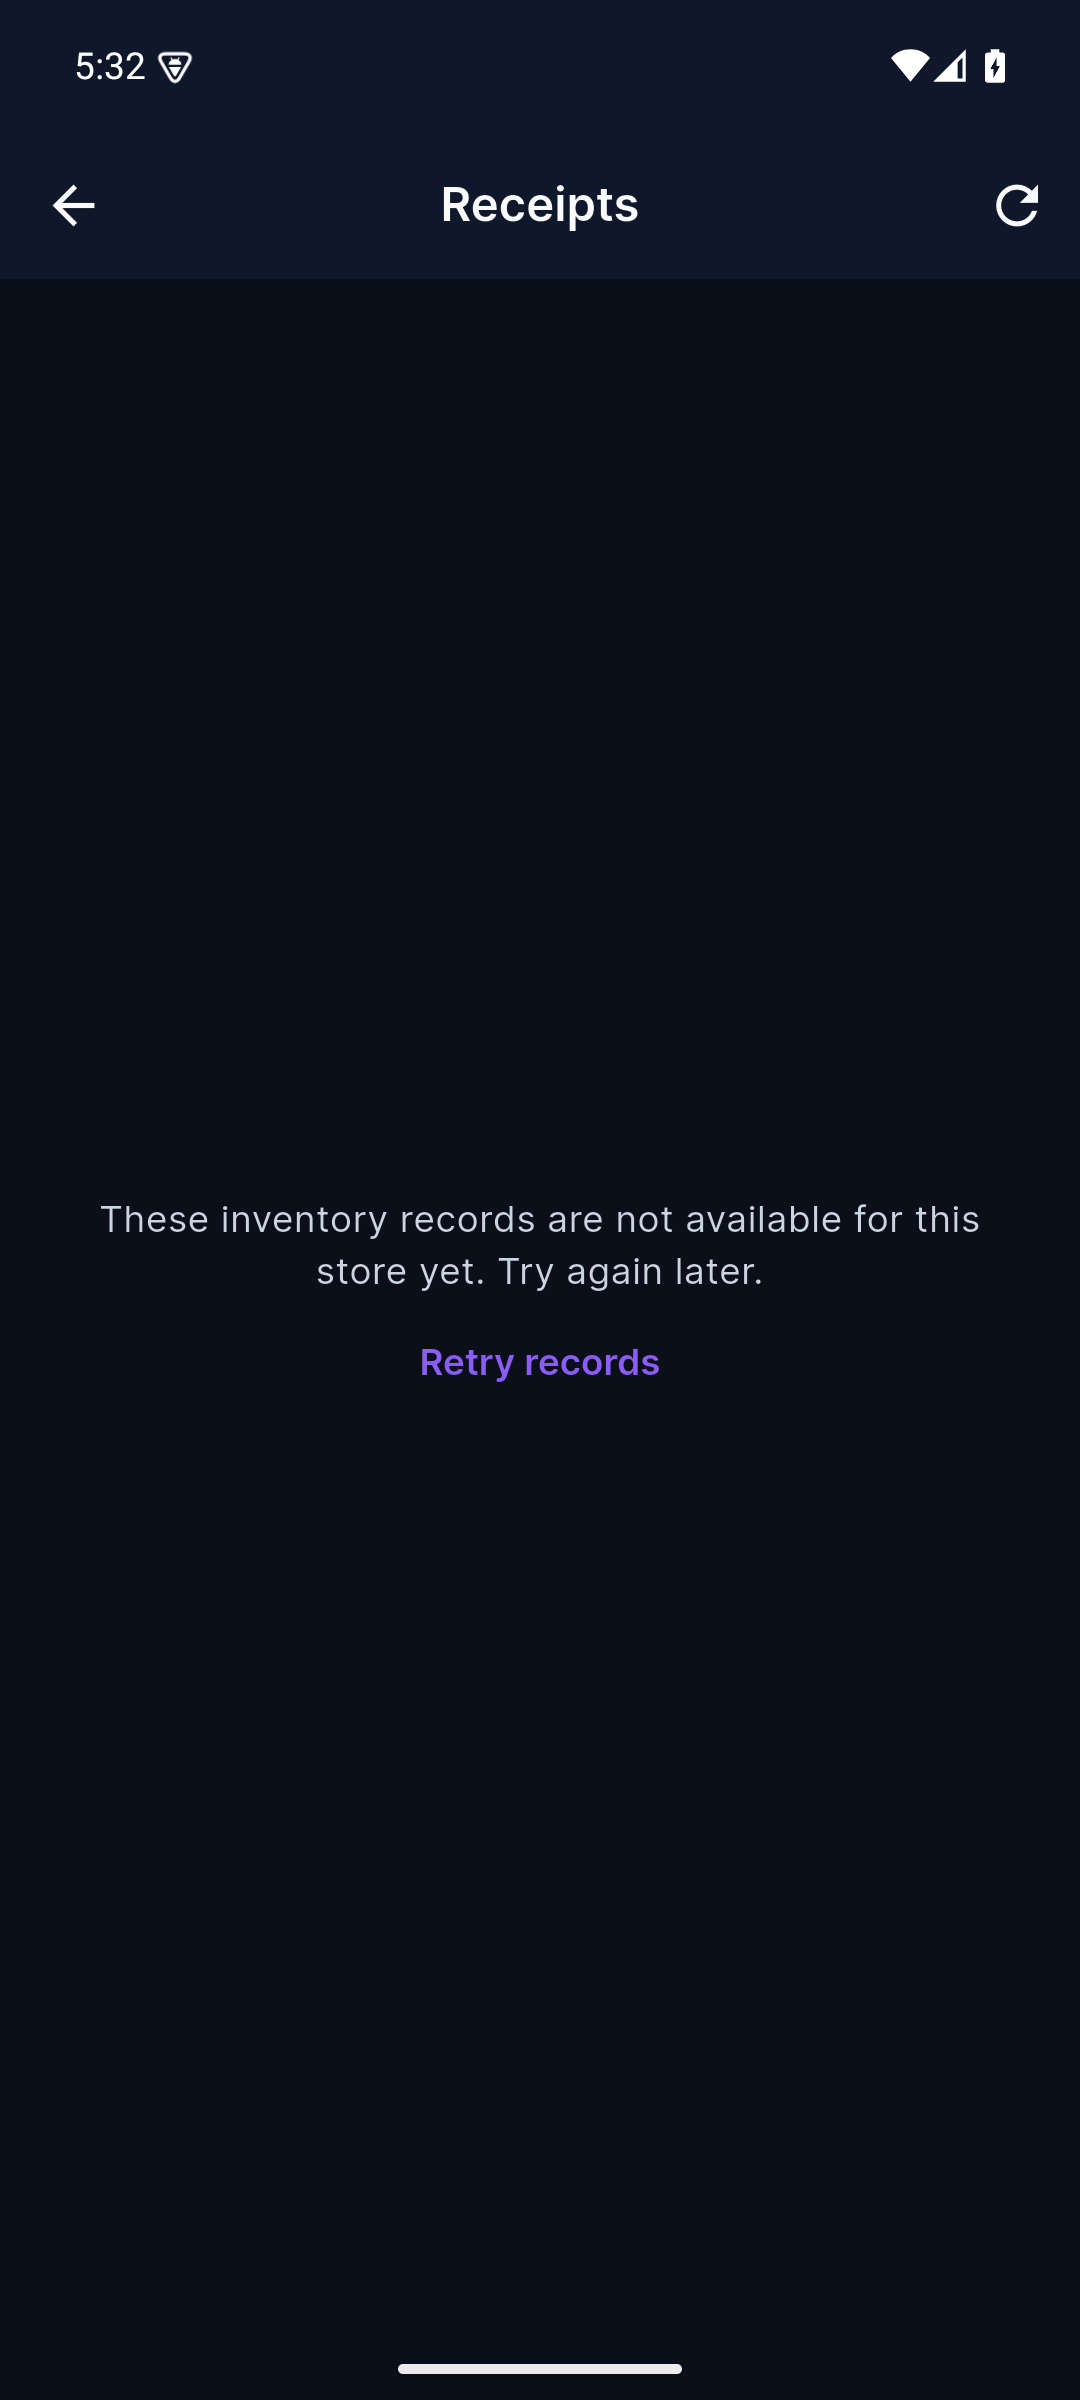 5:32
Receipts
These inventory records are not available for this
store yet. Try again later.
Retry records